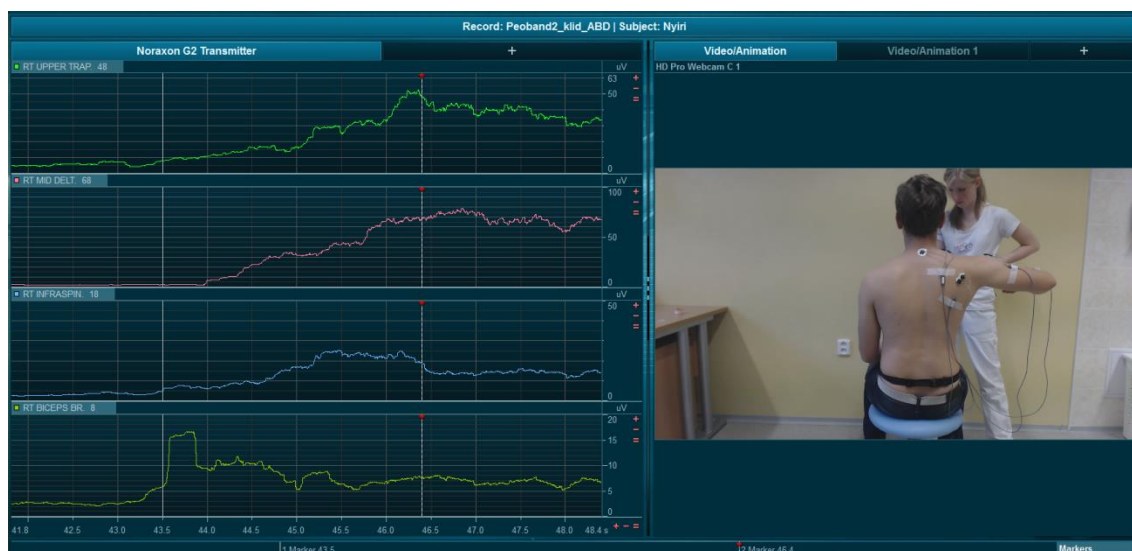 Record: Peoband2_klid_ABD | Subject: Nyiri
Noraxon G2 Transmitter
+
Video/Animation
Video/Animation 1
+
HD Pro Webcam C 1
RT UPPER TRAP. 48
uV
63 +
50 -
=
0
RT MID DELT. 68
uV
100 +
-
=
50
0
RT INFRASPIN. 18
uV
50 +
-
=
0
RT BICEPS BR. 8
uV
20 +
-
15 =
10
5
0
41.8 42.5 43.0 43.5 44.0 44.5 45.0 45.5 46.0 46.5 47.0 47.5 48.0 48.4 s + - =
1 Marker 43.5
2 Marker 46.4
Markers